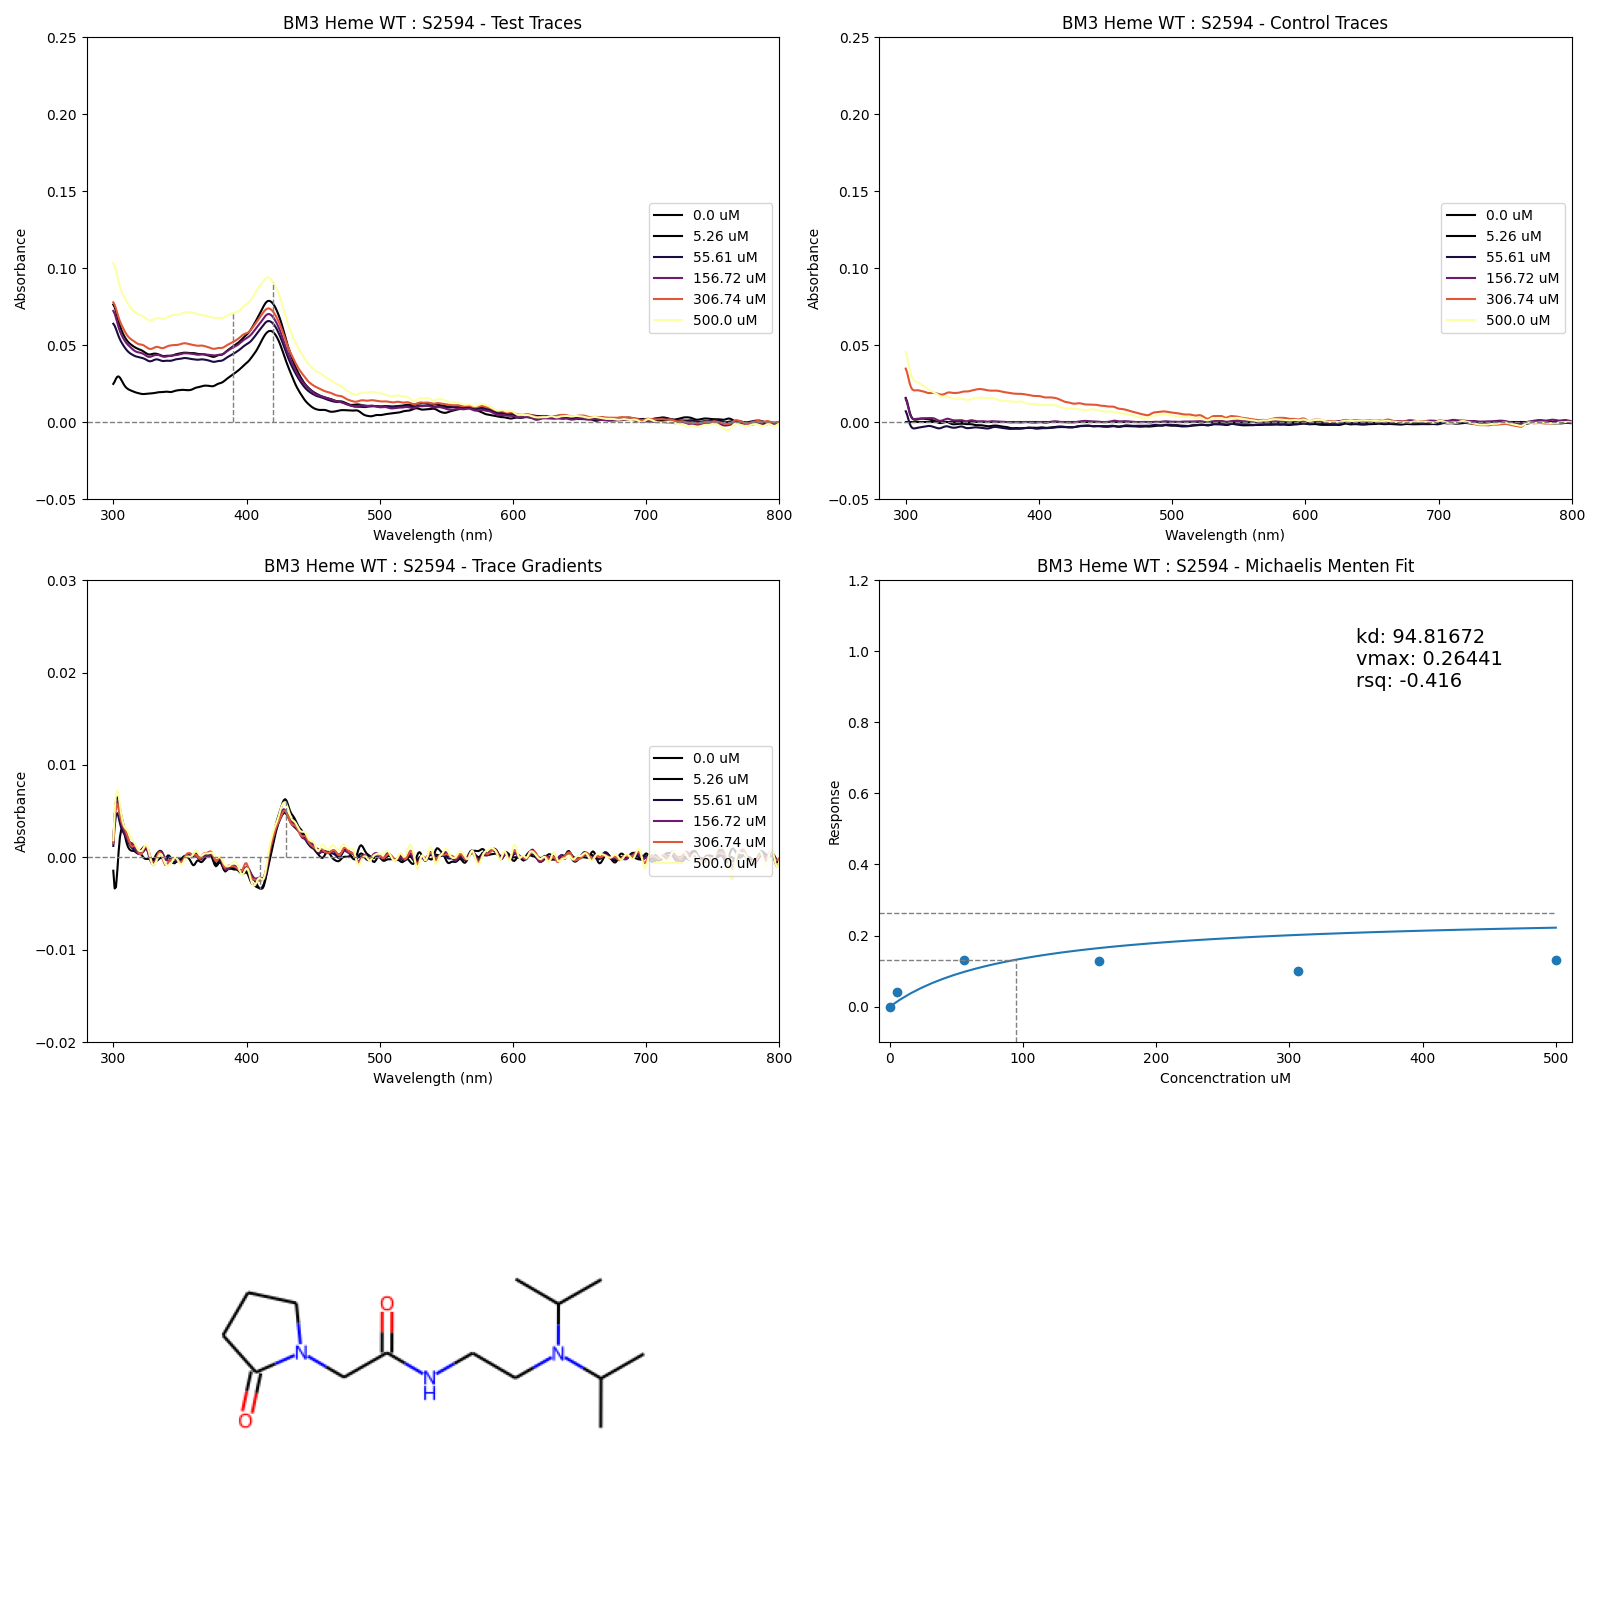 BM3 Heme WT : S2594 - Test Traces
0.25
0.20
0.15
0.10
0.05
0.00
−0.05
Absorbance
300 400 500 600 700 800
Wavelength (nm)
0.0 uM
5.26 uM
55.61 uM
156.72 uM
306.74 uM
500.0 uM
BM3 Heme WT : S2594 - Control Traces
0.25
0.20
0.15
0.10
0.05
0.00
−0.05
Absorbance
300 400 500 600 700 800
Wavelength (nm)
0.0 uM
5.26 uM
55.61 uM
156.72 uM
306.74 uM
500.0 uM
BM3 Heme WT : S2594 - Trace Gradients
0.03
0.02
0.01
0.00
−0.01
−0.02
Absorbance
300 400 500 600 700 800
Wavelength (nm)
0.0 uM
5.26 uM
55.61 uM
156.72 uM
306.74 uM
500.0 uM
BM3 Heme WT : S2594 - Michaelis Menten Fit
1.2
1.0
0.8
0.6
0.4
0.2
0.0
Response
0 100 200 300 400 500
Concenctration uM
kd: 94.81672
vmax: 0.26441
rsq: -0.416
O
N
O
N
H
N